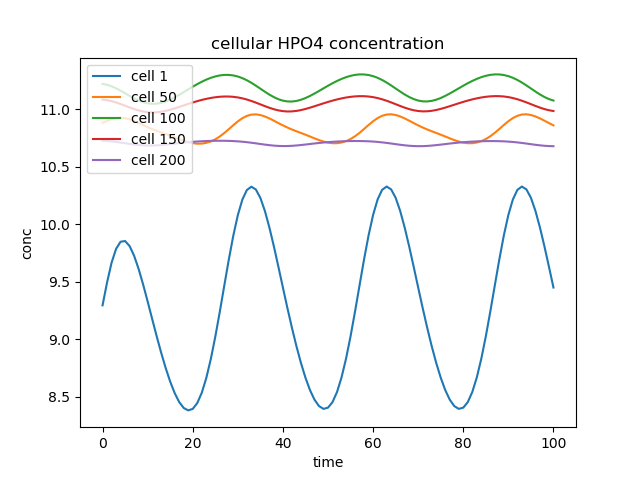 cellular HPO4 concentration
cell 1
cell 50
cell 100
cell 150
cell 200
11.0
10.5
10.0
9.5
9.0
8.5
conc
0 20 40 60 80 100
time